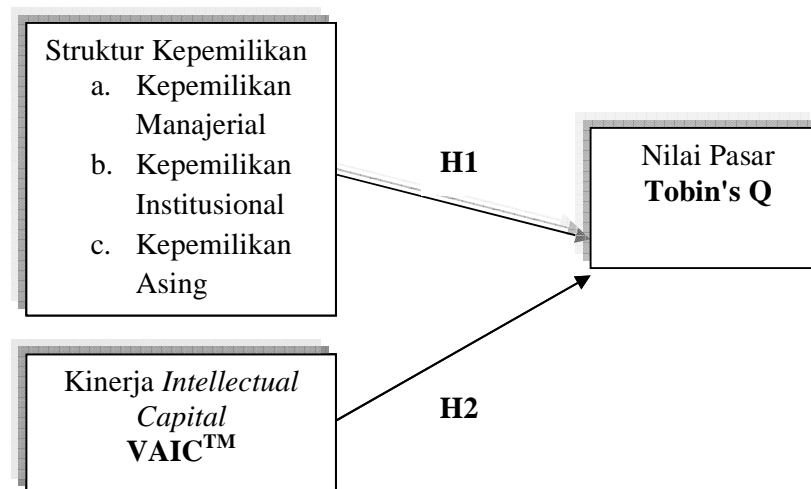 Struktur Kepemilikan
a. Kepemilikan
Manajerial
b. Kepemilikan
Institusional
c. Kepemilikan
Asing
H1
Nilai Pasar
Tobin's Q
Kinerja Intellectual
Capital
VAIC™
H2